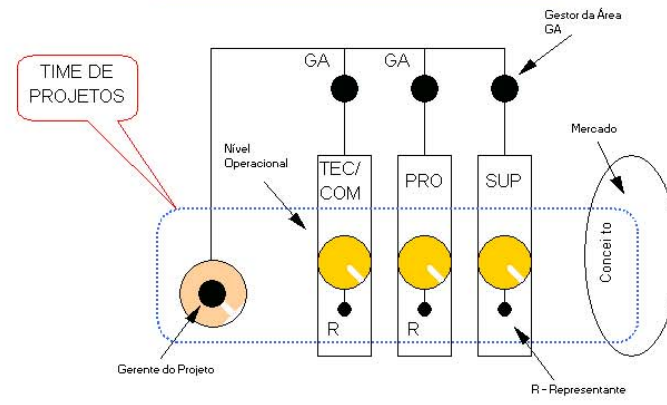 Gestor da Área
GA
TIME DE
PROJETOS
GA
GA
Mercado
Nível
Operacional
TEC/
COM
PRO
SUP
Conceito
R
R
Gerente do Projeto
R - Representante